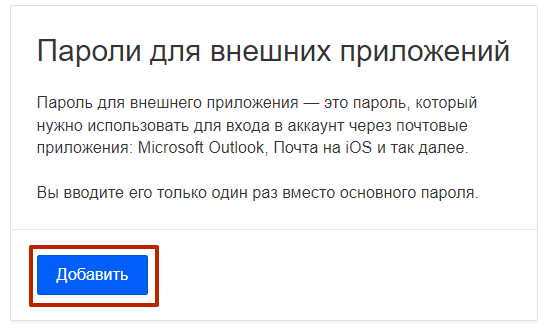 Пароли для внешних приложений
Пароль для внешнего приложения — это пароль, который
нужно использовать для входа в аккаунт через почтовые
приложения: Microsoft Outlook, Почта на iOS и так далее.
Вы вводите его только один раз вместо основного пароля.
Добавить